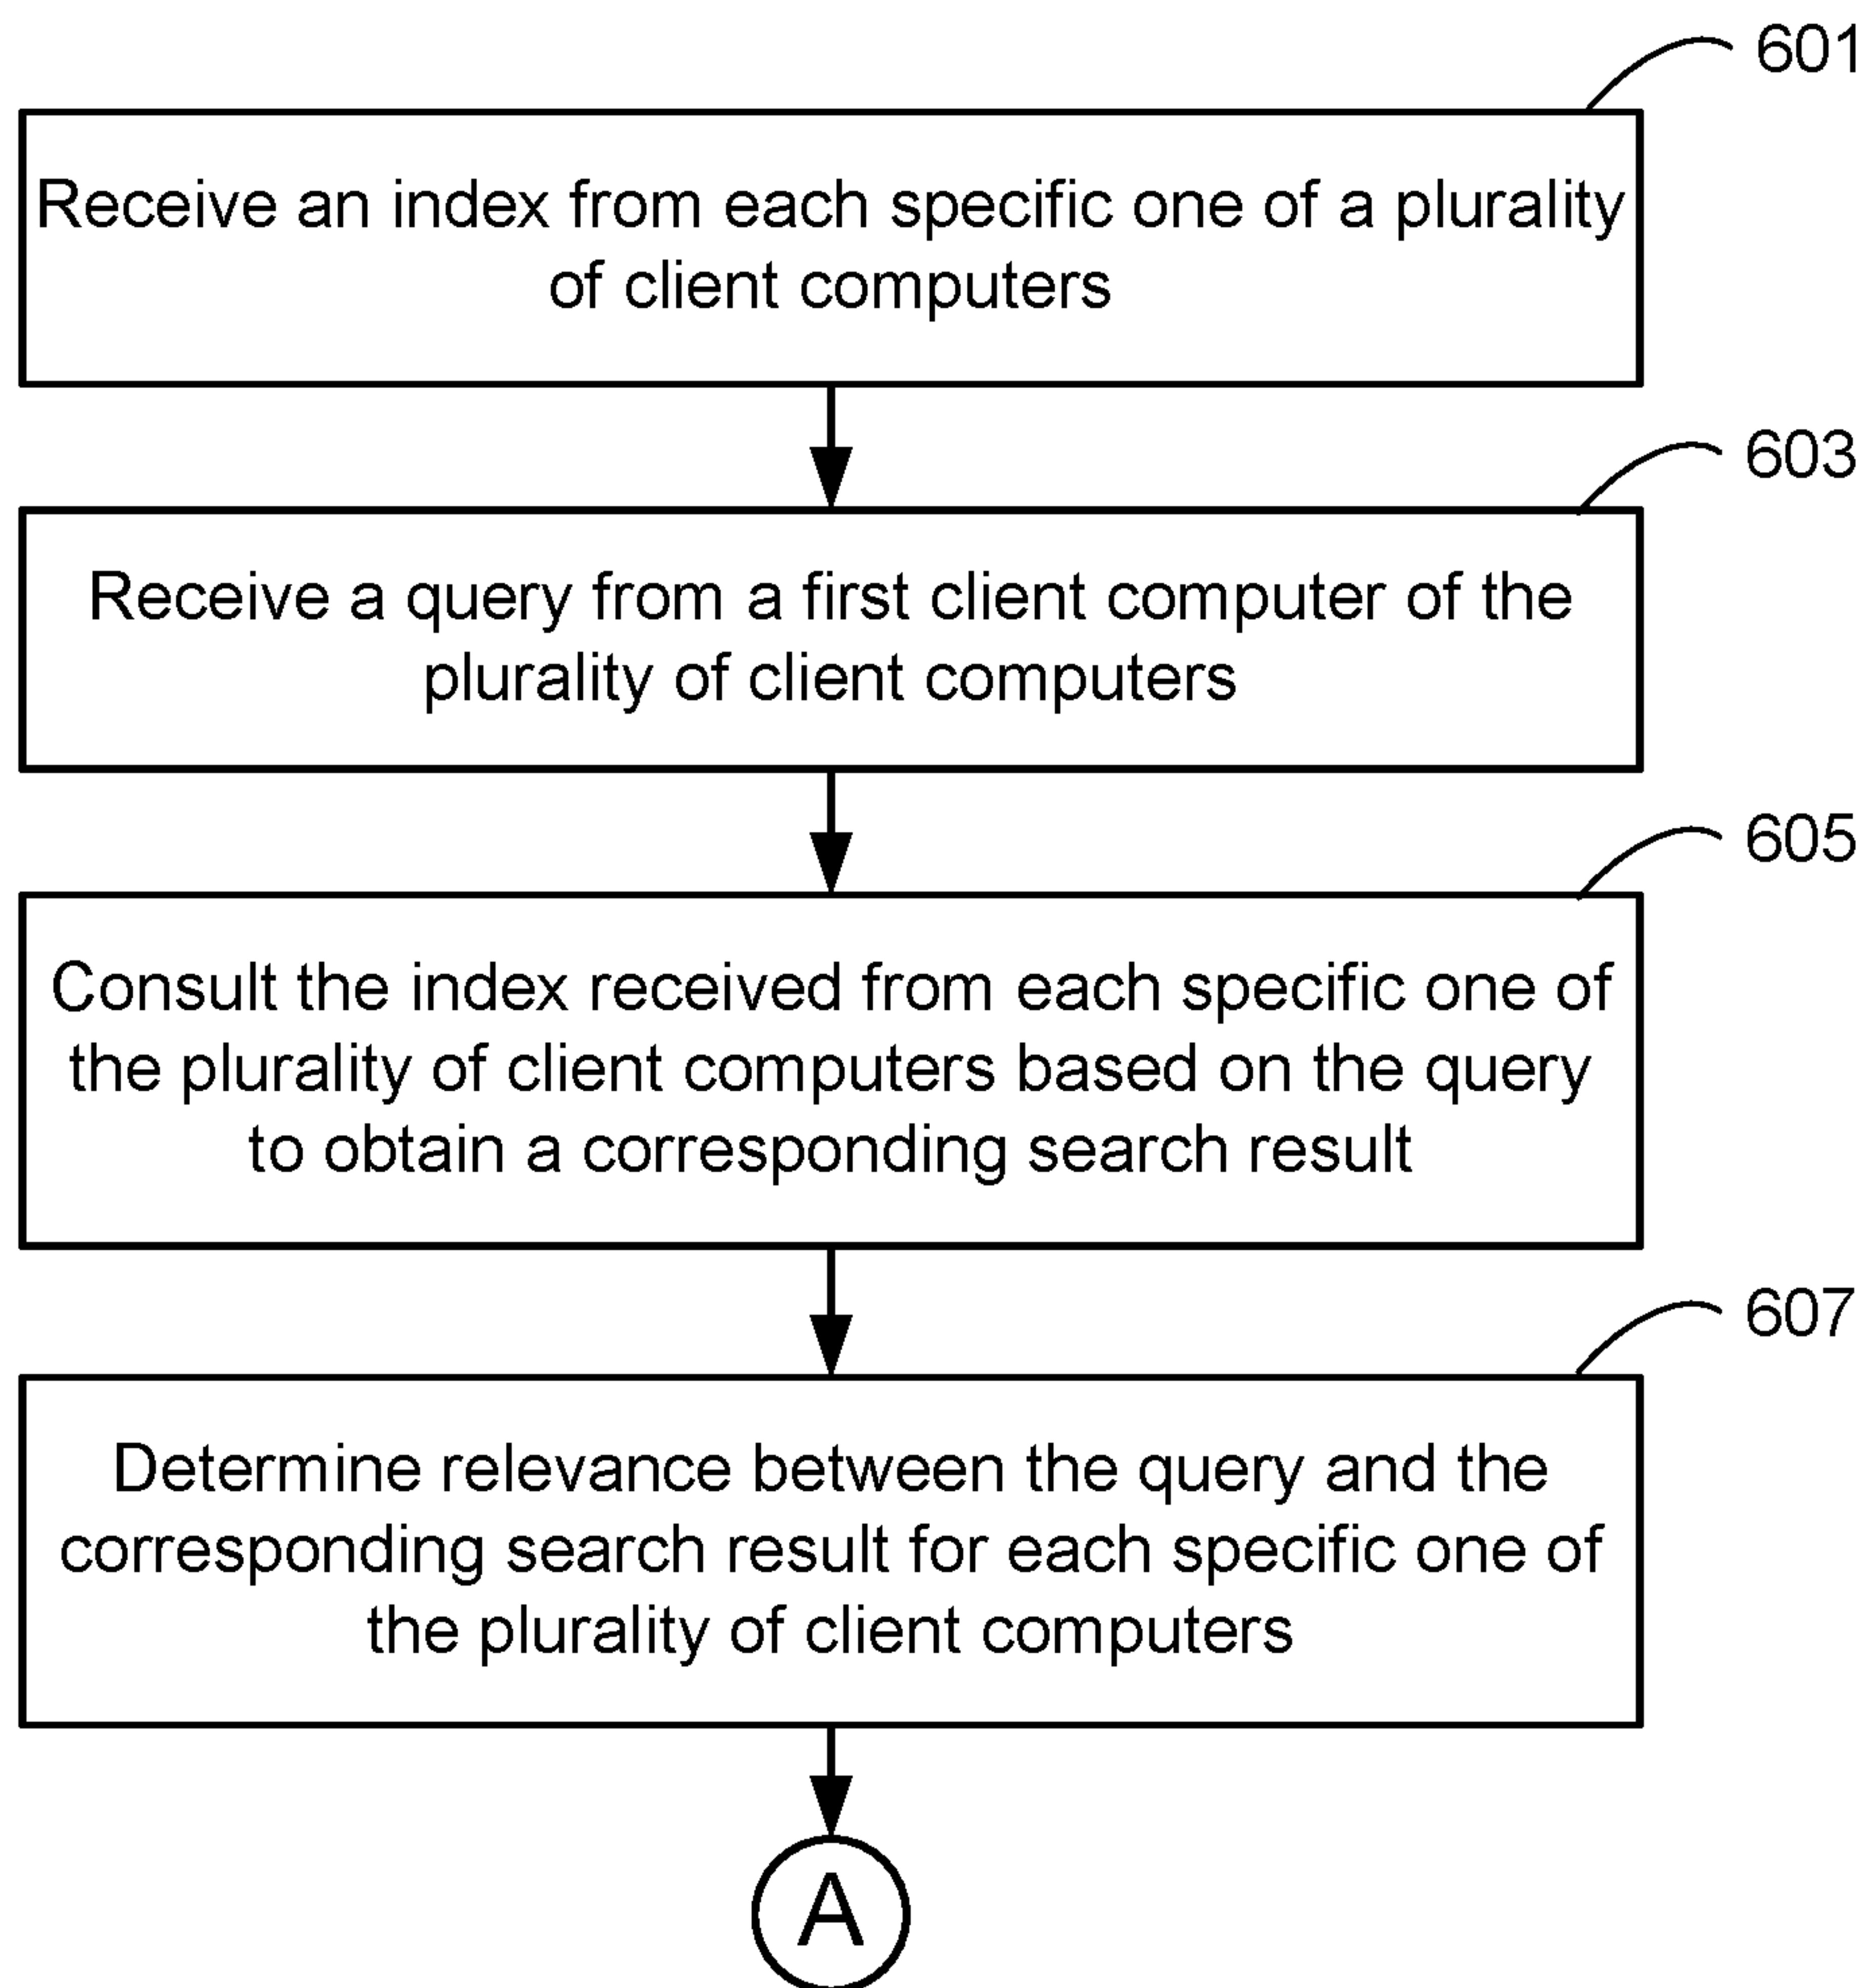 601
Receive an index from each specific one of a plurality
of client computers
603
Receive a query from a first client computer of the
plurality of client computers
605
Consult the index received from each specific one of
the plurality of client computers based on the query
to obtain a corresponding search result
607
Determine relevance between the query and the
corresponding search result for each specific one of
the plurality of client computers
A